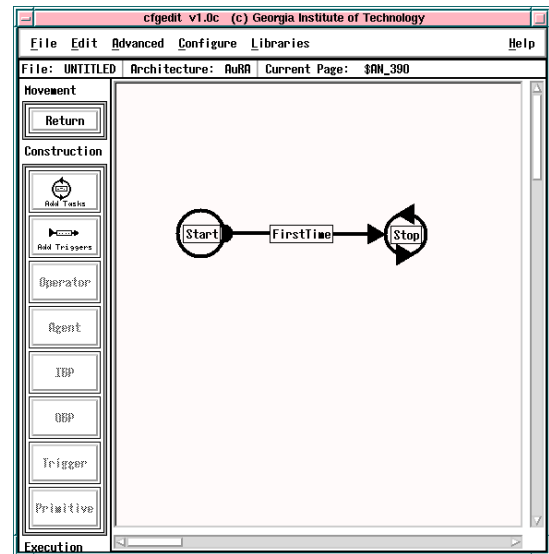 cfgedit v1.0c (c) Georgia Institute of Technology
File Edit Advanced Configure Libraries Help
File: UNTITLED Architecture: AuRA Current Page: $AN_390
Movement
Return
Construction
Add Tasks
Add Triggers
Operator
Agent
IBP
OBP
Trigger
Primitive
Execution
Start FirstTime Stop